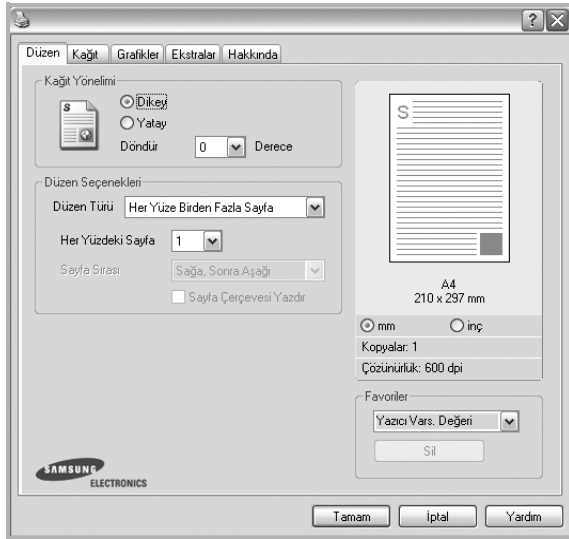 Düzen Kağıt Grafikler Ekstralar Hakkında
Kağıt Yönelimi
S
Dikey
Yatay
Döndür 0 Derece
Düzen Seçenekleri
Düzen Türü Her Yüze Birden Fazla Sayfa
Her Yüzdeki Sayfa 1
Sayfa Sırası Sağa, Sonra Aşağı
Sayfa Çerçevesi Yazdır
S
A4
210 x 297 mm
mm inç
Kopyalar: 1
Çözünürlük: 600 dpi
Favoriler
Yazıcı Vars. Değeri
Sil
SAMSUNG
ELECTRONICS
Tamam İptal Yardım